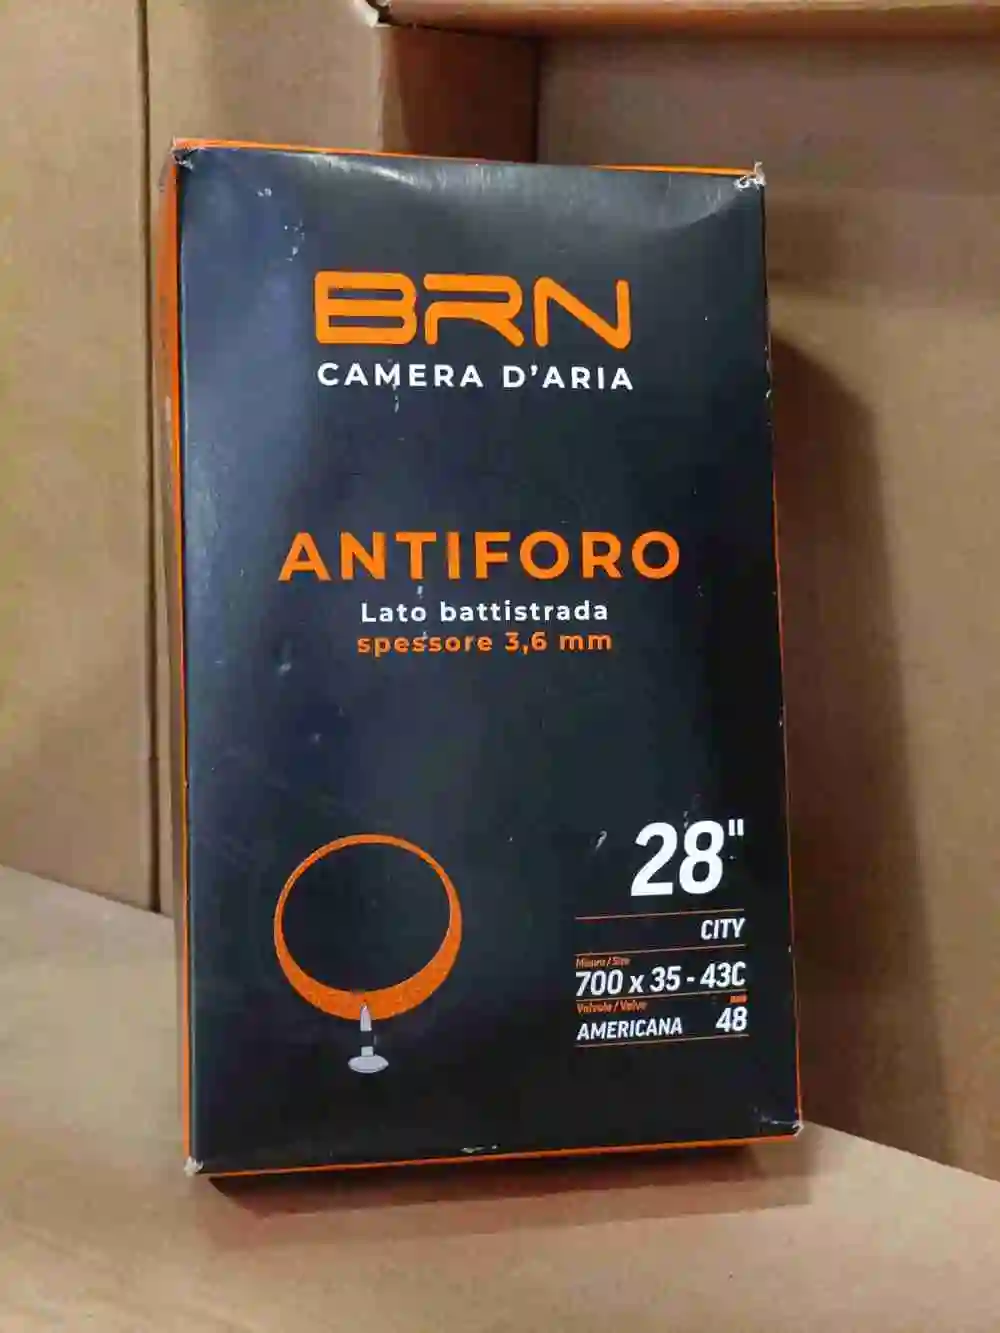 BRN
CAMERA D'ARIA
ANTIFORO
Lato battistrada
spessore 3,6 mm
28"
CITY
Misura / Size
700 x 35 - 43C
Valvola / Valve
mm
AMERICANA 48